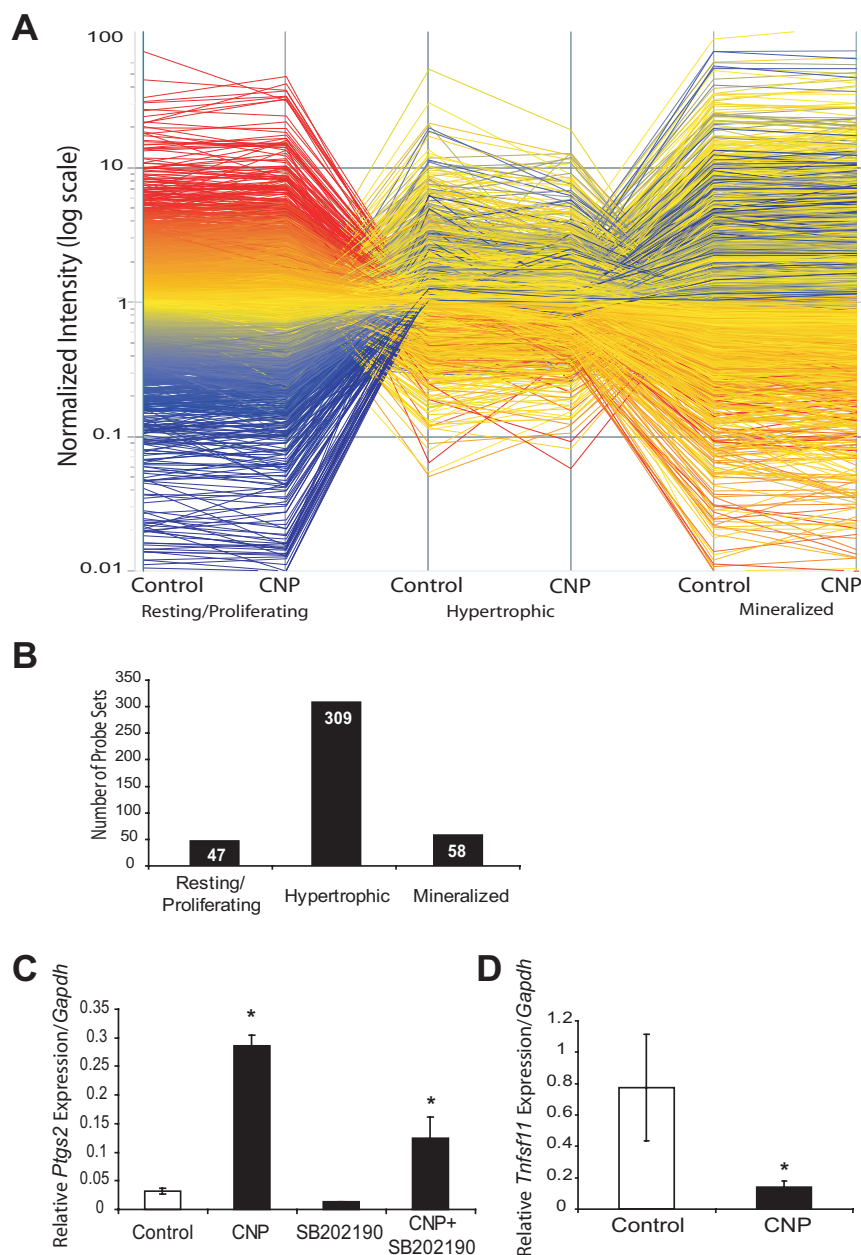 A
Normalized Intensity (log scale)
100
10
1
0.1
0.01
Control CNP Control CNP Control CNP
Resting/Proliferating Hypertrophic Mineralized
B
Number of Probe Sets
350
300
250
200
150
100
50
0
47
309
58
Resting/
Proliferating
Hypertrophic
Mineralized
C
Relative Ptgs2 Expression/Gapdh
0.35
0.3
0.25
0.2
0.15
0.1
0.05
0
*
*
Control
CNP
SB202190
CNP+
SB202190
D
Relative Tnfsf11 Expression/Gapdh
1.2
1
0.8
0.6
0.4
0.2
0
*
Control
CNP